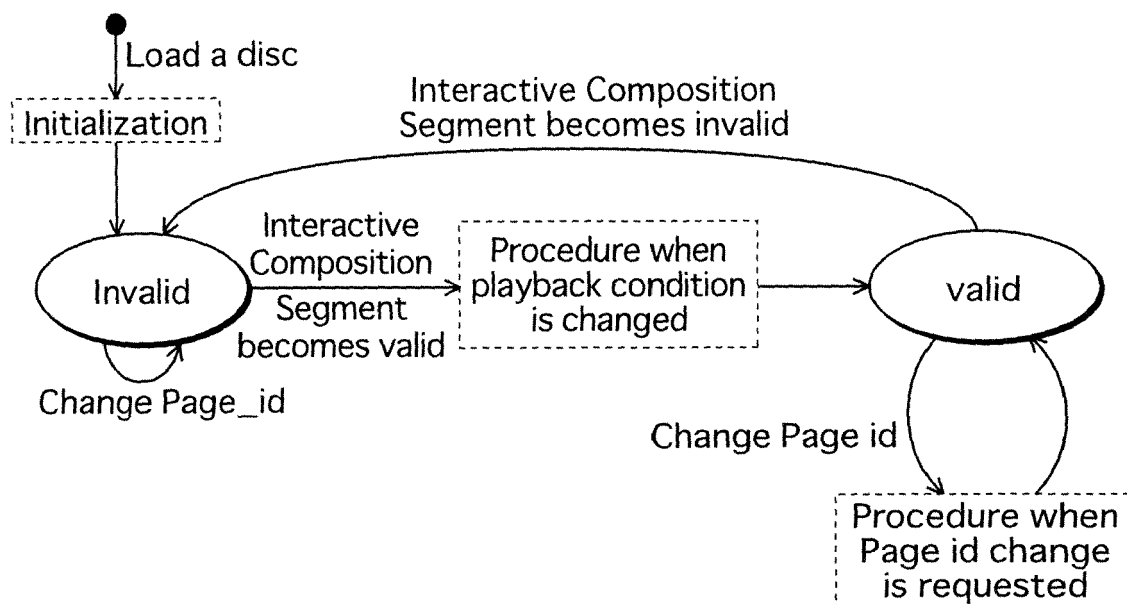 Load a disc
Initialization
Interactive Composition
Segment becomes invalid
Invalid
Interactive
Composition
Segment
becomes valid
Procedure when
playback condition
is changed
valid
Change Page_id
Change Page id
Procedure when
Page id change
is requested